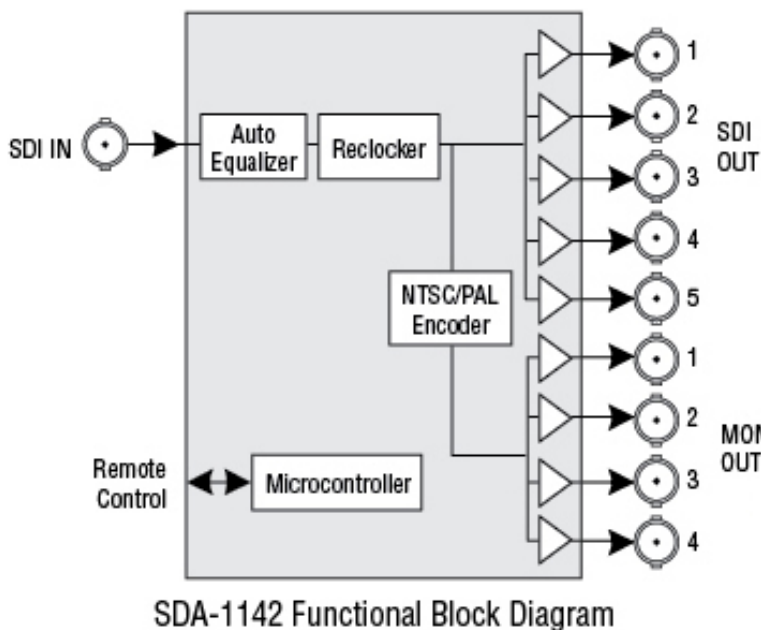 SDI IN
Auto
Equalizer
Reclocker
NTSC/PAL
Encoder
1
2
3
4
5
SDI
OUT
1
2
3
4
MON
OUT
Remote
Control
Microcontroller
SDA-1142 Functional Block Diagram